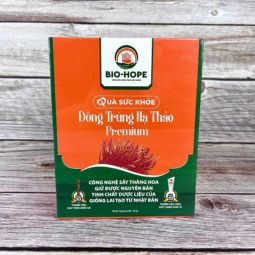 BIO-HOPE
QUÀ SỨC KHỎE
Đông Trùng Hạ Thảo
Premium
CÔNG NGHỆ SẤY THĂNG HOA
GIỮ ĐƯỢC NGUYÊN BẢN
TINH CHẤT DƯỢC LIỆU CỦA
GIỐNG LAI TẠO TỪ NHẬT BẢN